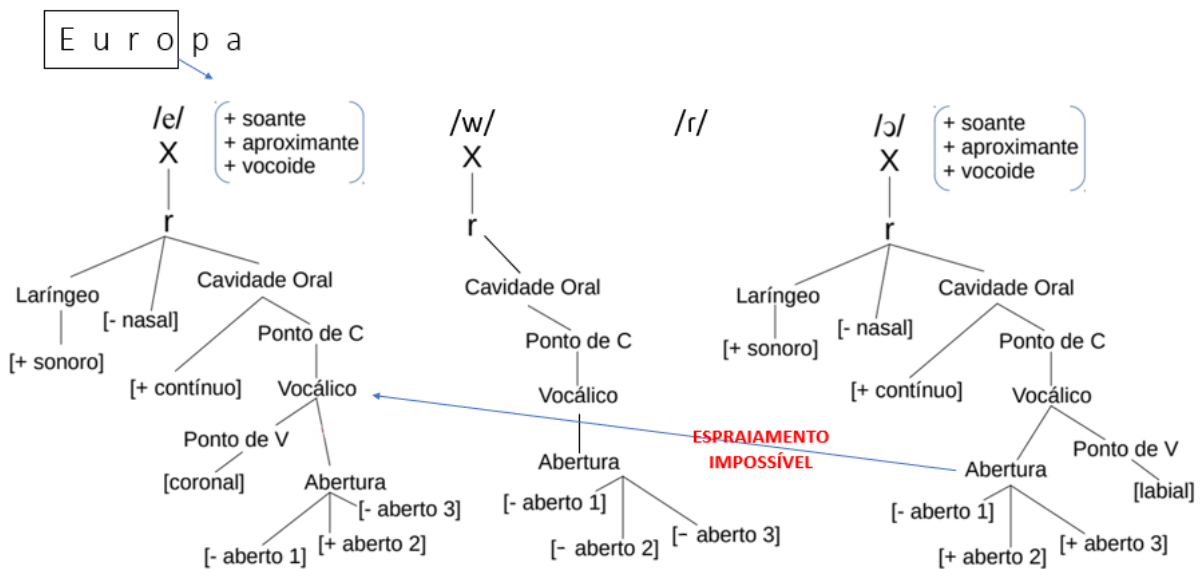 E u r o p a
/e/ + soante /w/ /ɾ/ /ɔ/ + soante
X + aproximante X X + aproximante
+ vocoide + vocoide
r r r
Cavidade Oral Cavidade Oral Cavidade Oral
Laríngeo Laríngeo
[- nasal] [- nasal]
Ponto de C Ponto de C Ponto de C
[+ sonoro] [+ sonoro]
[+ contínuo] Vocálico Vocálico [+ contínuo] Vocálico
Ponto de V ESPRAIAMENTO Ponto de V
IMPOSSÍVEL
[coronal] Abertura Abertura Abertura [labial]
[- aberto 3] [- aberto 1] [- aberto 1]
[- aberto 1] [+ aberto 2] [- aberto 2] [- aberto 3] [+ aberto 2] [+ aberto 3]